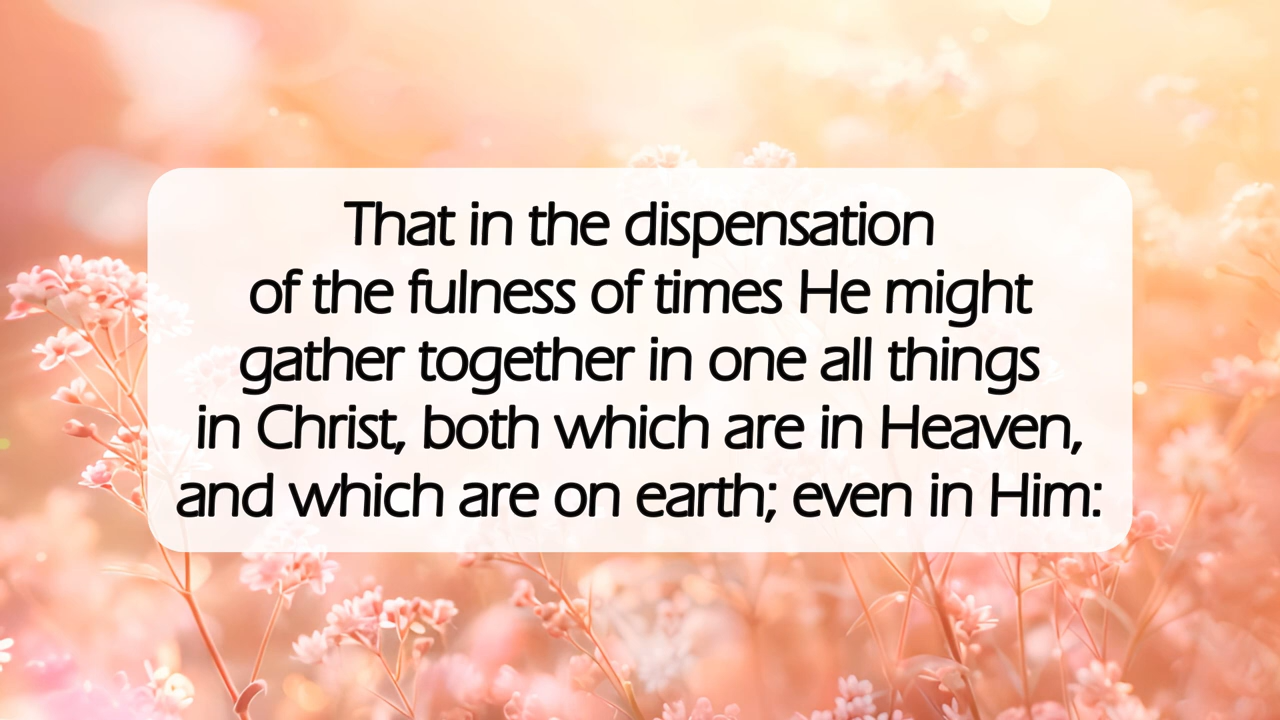 That in the dispensation
of the fulness of times He might
gather together in one all things
in Christ, both which are in Heaven,
and which are on earth; even in Him: